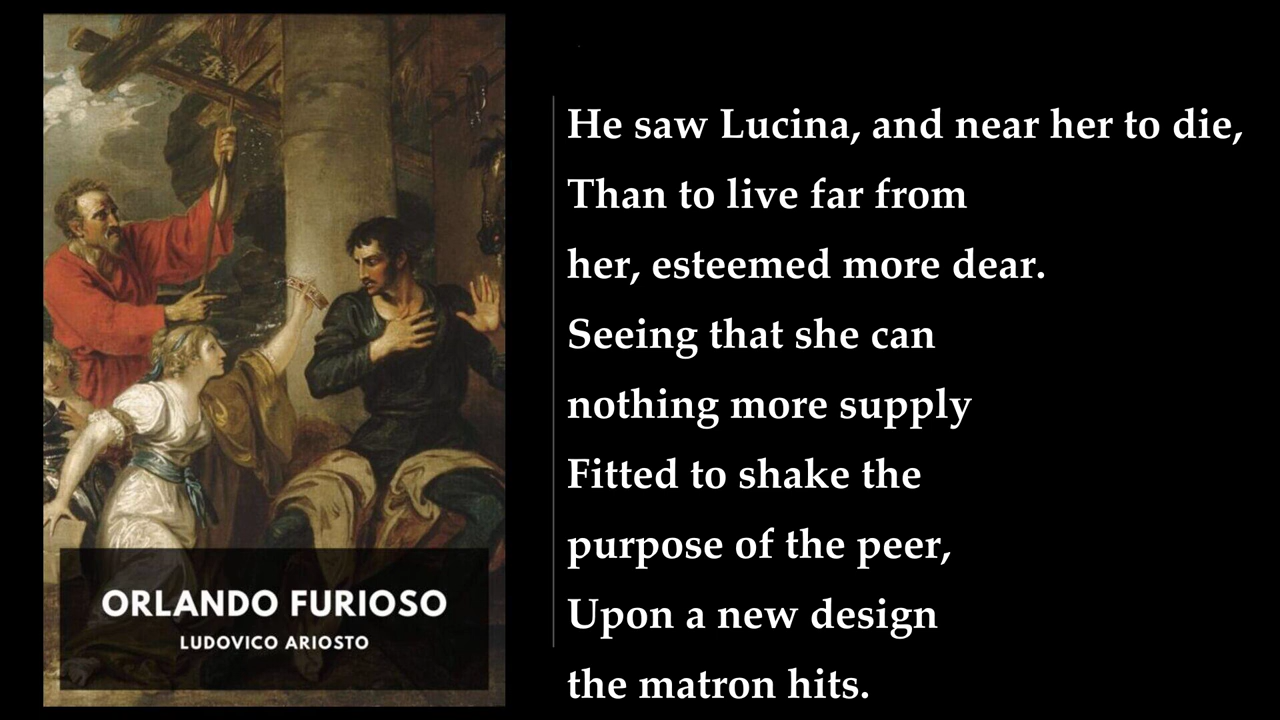 ORLANDO FURIOSO
LUDOVICO ARIOSTO
He saw Lucina, and near her to die,
Than to live far from
her, esteemed more dear.
Seeing that she can
nothing more supply
Fitted to shake the
purpose of the peer,
Upon a new design
the matron hits.